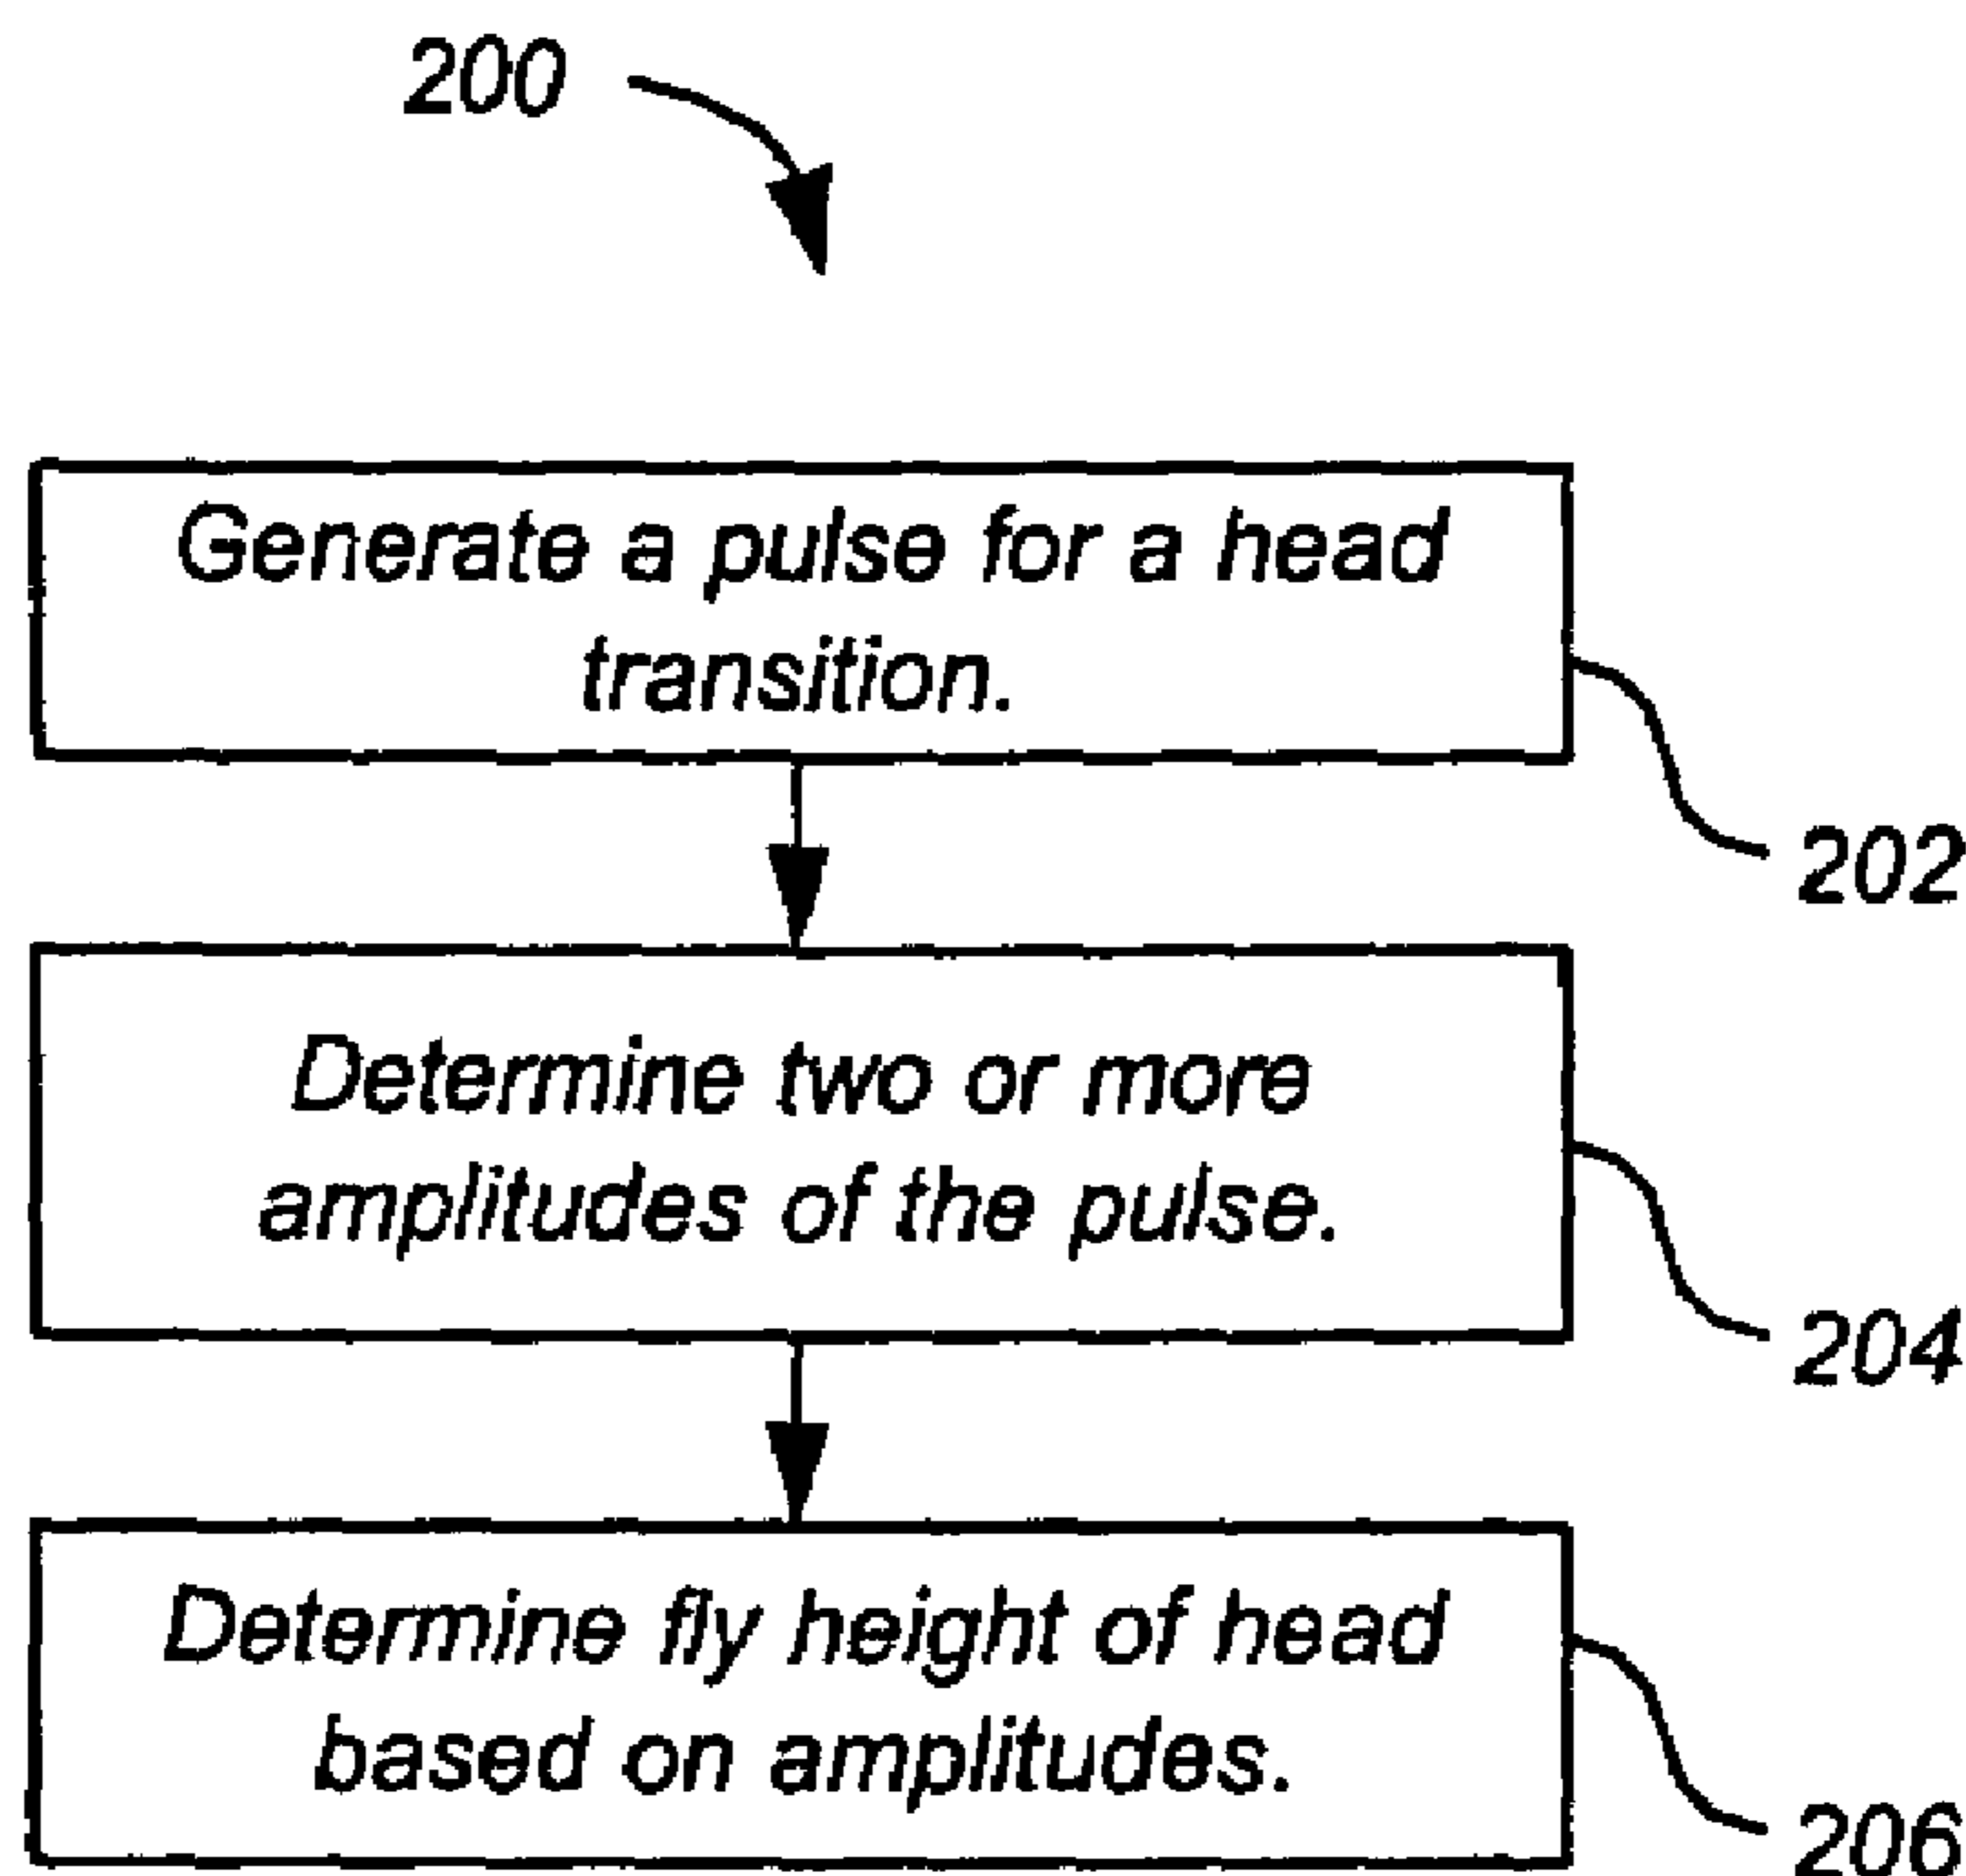 200
Generate a pulse for a head
transition.
202
Determine two or more
amplitudes of the pulse.
204
Determine fly height of head
based on amplitudes.
206